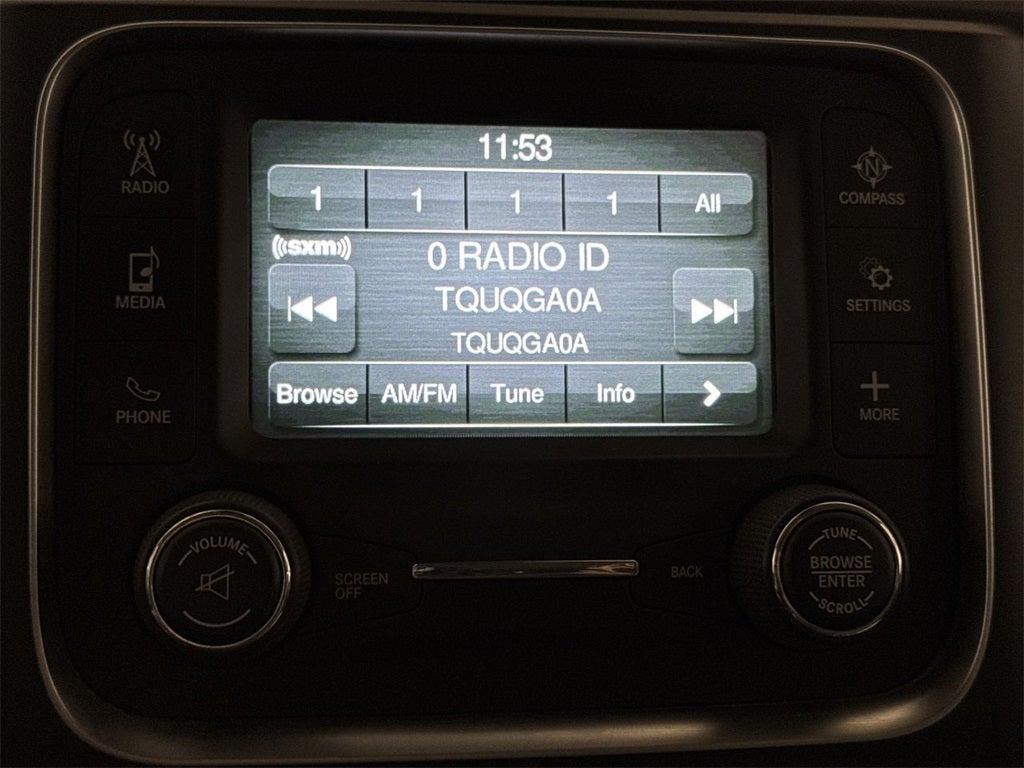 11:53
1 1 1 1 All
((sxm))
0 RADIO ID
TQUQGA0A
TQUQGA0A
Browse AM/FM Tune Info
RADIO
MEDIA
PHONE
N
COMPASS
SETTINGS
MORE
VOLUME
SCREEN
OFF
BACK
TUNE
BROWSE
ENTER
SCROLL